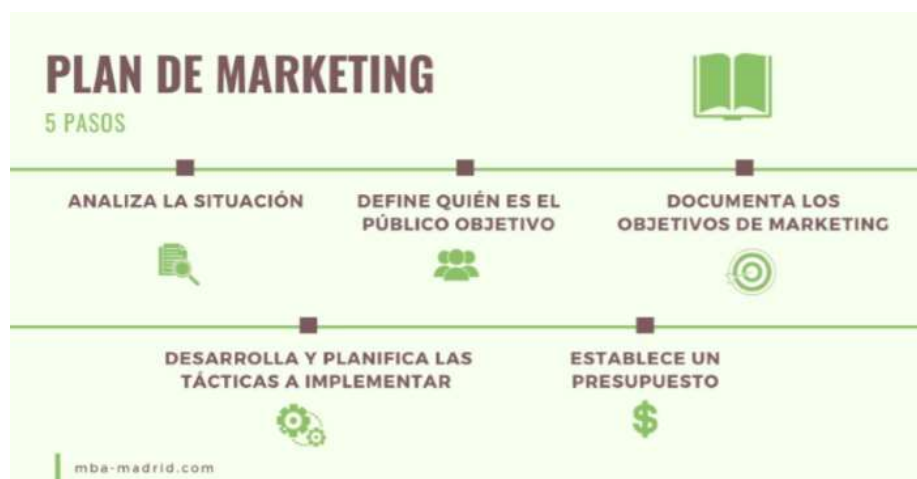 PLAN DE MARKETING
5 PASOS
ANALIZA LA SITUACIÓN
DEFINE QUIÉN ES EL
PÚBLICO OBJETIVO
DOCUMENTA LOS
OBJETIVOS DE MARKETING
DESARROLLA Y PLANIFICA LAS
TÁCTICAS A IMPLEMENTAR
ESTABLECE UN
PRESUPUESTO
$
mba-madrid.com